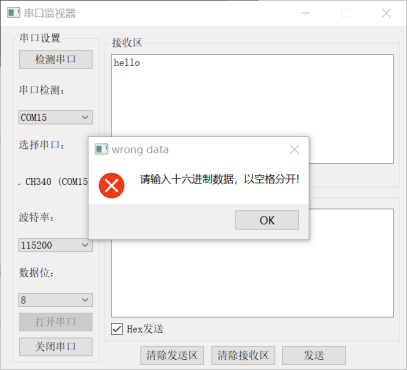 串口监视器
串口设置
检测串口
串口检测：
COM15
选择串口：
. CH340 (COM15
波特率：
115200
数据位：
8
打开串口
关闭串口
接收区
hello
wrong data
请输入十六进制数据，以空格分开!
OK
Hex发送
清除发送区
清除接收区
发送